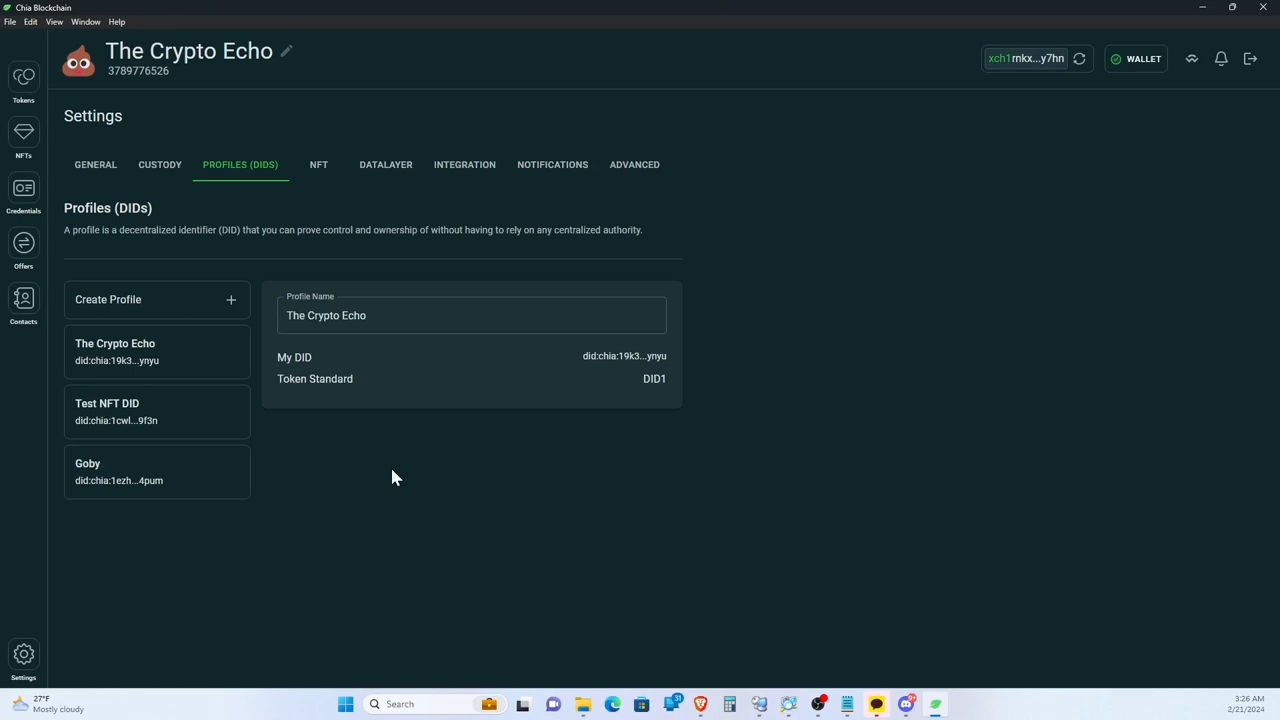 Chia Blockchain
File Edit View Window Help
The Crypto Echo
3789776526
xch1rnkx...y7hn
WALLET
Tokens
NFTs
Credentials
Offers
Contacts
Settings
Settings
GENERAL CUSTODY PROFILES (DIDS) NFT DATALAYER INTEGRATION NOTIFICATIONS ADVANCED
Profiles (DIDs)
A profile is a decentralized identifier (DID) that you can prove control and ownership of without having to rely on any centralized authority.
Create Profile
The Crypto Echo
did:chia:19k3...ynyu
Test NFT DID
did:chia:1cwl...9f3n
Goby
did:chia:1ezh...4pum
Profile Name
The Crypto Echo
My DID did:chia:19k3...ynyu
Token Standard DID1
27°F
Mostly cloudy
Search
31
9+
3:26 AM
2/21/2024